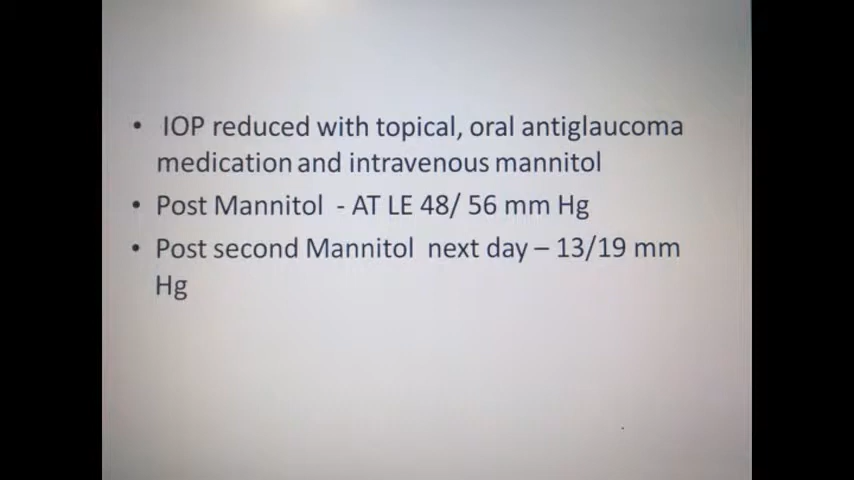 • IOP reduced with topical, oral antiglaucoma
medication and intravenous mannitol
• Post Mannitol - AT LE 48/ 56 mm Hg
• Post second Mannitol next day – 13/19 mm
Hg